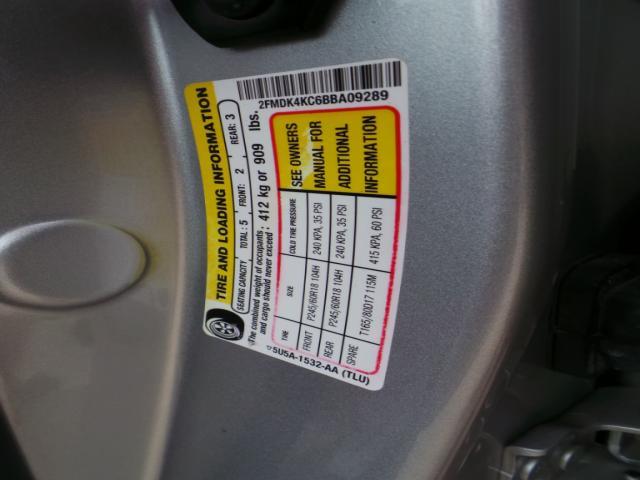 TIRE AND LOADING INFORMATION
SEATING CAPACITY TOTAL: 5 FRONT: 2 REAR: 3
The combined weight of occupants and cargo should never exceed: 412 kg or 909 lbs.
TIRE SIZE COLD TIRE PRESSURE SEE OWNERS
FRONT P245/60R18 104H 240 KPA, 35 PSI MANUAL FOR
REAR P245/60R18 104H 240 KPA, 35 PSI ADDITIONAL
SPARE T165/80D17 115M 415 KPA, 60 PSI INFORMATION
5U5A-1532-AA (TLU)
2FMDK4KC6BBA09289